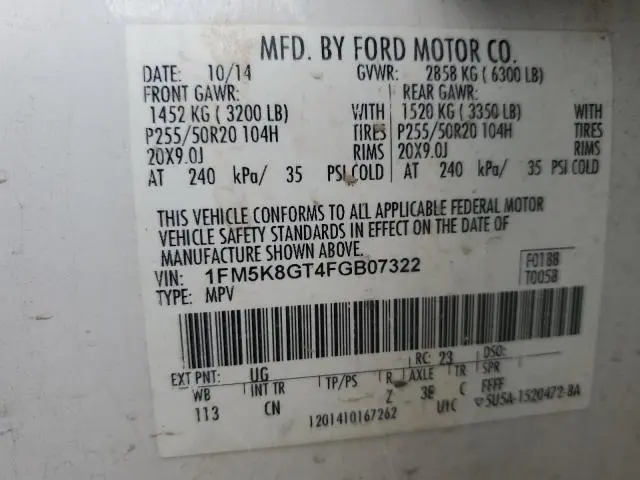 MFD. BY FORD MOTOR CO.
DATE: 10/14 GVWR: 2858 KG ( 6300 LB)
FRONT GAWR: REAR GAWR:
1452 KG ( 3200 LB) WITH 1520 KG ( 3350 LB) WITH
P255/50R20 104H TIRES P255/50R20 104H TIRES
20X9.0J RIMS 20X9.0J RIMS
AT 240 kPa/ 35 PSI COLD AT 240 kPa/ 35 PSI COLD
THIS VEHICLE CONFORMS TO ALL APPLICABLE FEDERAL MOTOR
VEHICLE SAFETY STANDARDS IN EFFECT ON THE DATE OF
MANUFACTURE SHOWN ABOVE.
VIN: 1FM5K8GT4FGB07322 F0188
TYPE: MPV T0058
EXT PNT: UG RC: 23 DSO:
WB INT TR TP/PS R AXLE TR SPR
113 CN Z 3E C FFFF
1201410167262 UTC ▽5U5A-1520472-BA